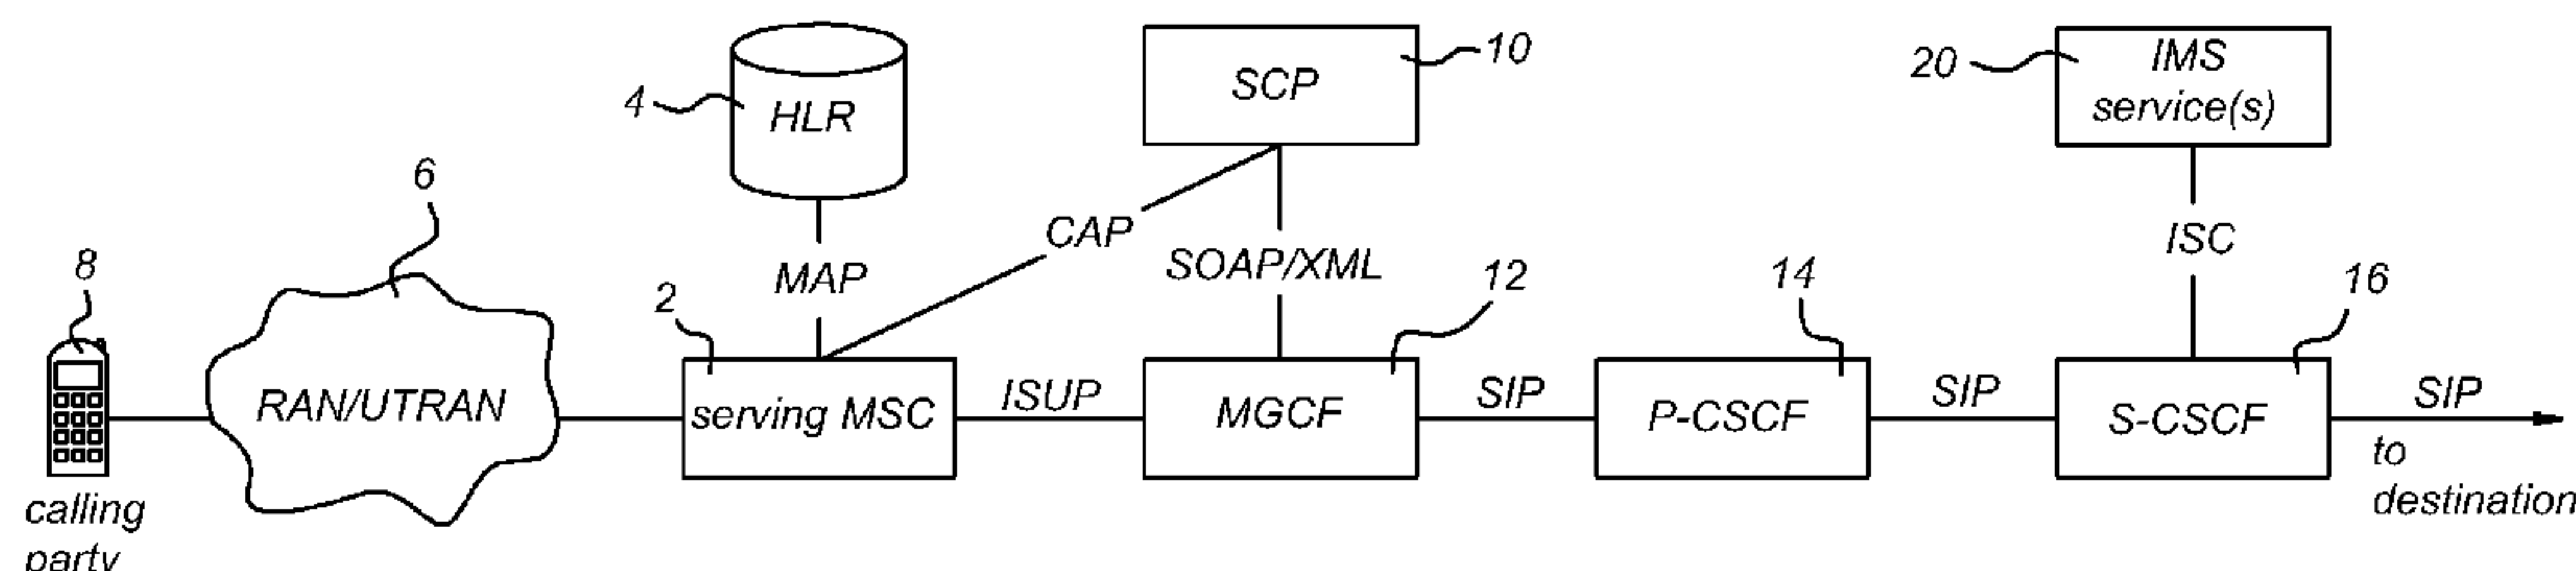 10
SCP
20
IMS
service(s)
4
HLR
6
CAP
ISC
8
MAP
SOAP/XML
2
12
14
16
RAN/UTRAN
serving MSC
ISUP
MGCF
SIP
P-CSCF
SIP
S-CSCF
SIP
to
destination
calling
party